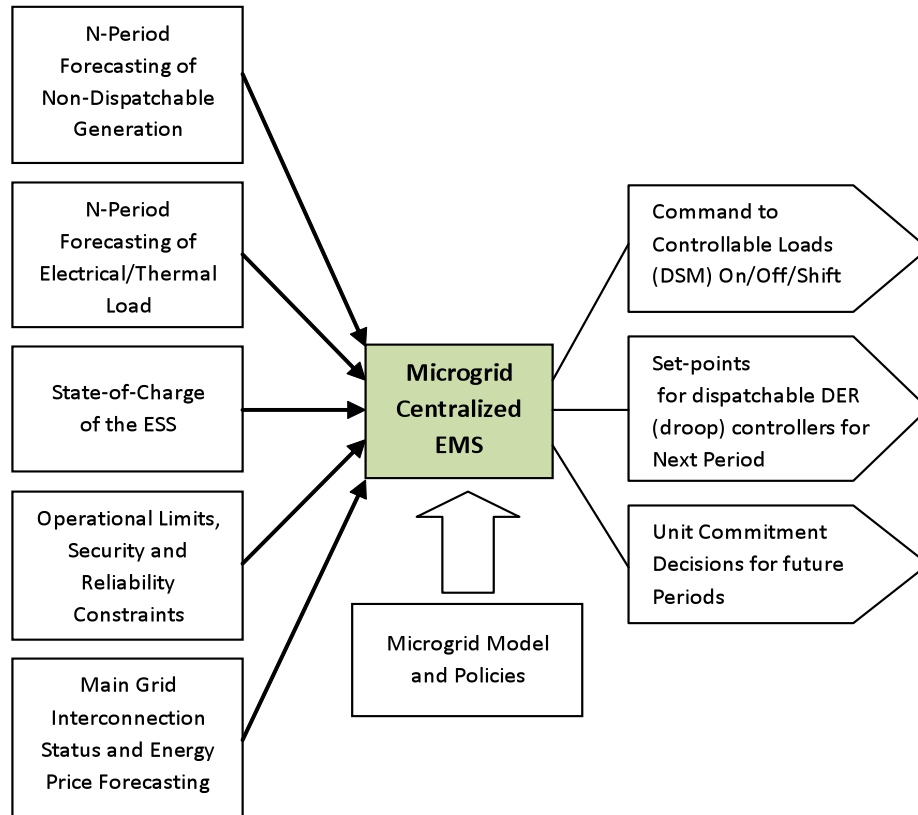 N-Period
Forecasting of
Non-Dispatchable
Generation
N-Period
Forecasting of
Electrical/Thermal
Load
State-of-Charge
of the ESS
Operational Limits,
Security and
Reliability
Constraints
Main Grid
Interconnection
Status and Energy
Price Forecasting
Microgrid
Centralized
EMS
Microgrid Model
and Policies
Command to
Controllable Loads
(DSM) On/Off/Shift
Set-points
for dispatchable DER
(droop) controllers for
Next Period
Unit Commitment
Decisions for future
Periods